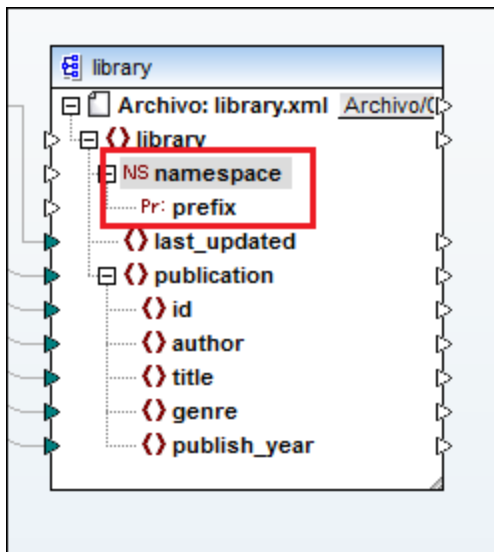 library
Archivo: library.xml Archivo/
library
NS namespace
Pr: prefix
last_updated
publication
id
author
title
genre
publish_year